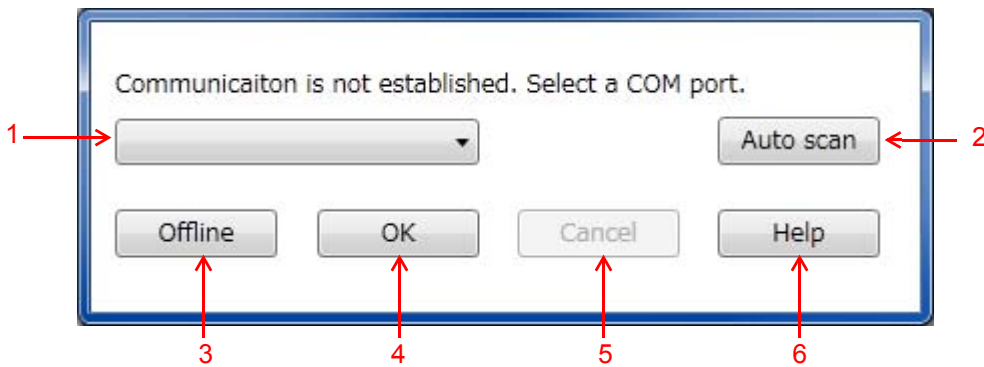 Communicaiton is not established. Select a COM port.
1
Auto scan
2
Offline
OK
Cancel
Help
3
4
5
6